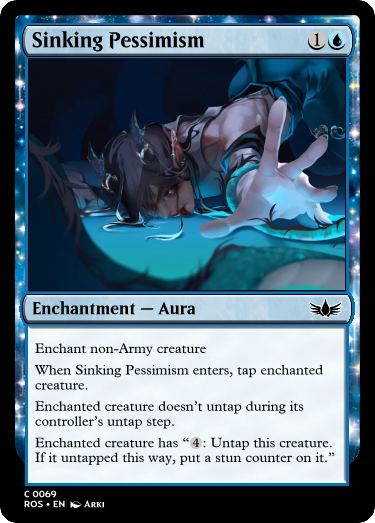 Sinking Pessimism 1
Enchantment — Aura
Enchant non-Army creature
When Sinking Pessimism enters, tap enchanted
creature.
Enchanted creature doesn't untap during its
controller's untap step.
Enchanted creature has “4: Untap this creature.
If it untapped this way, put a stun counter on it.”
C 0069
ROS • EN Arki